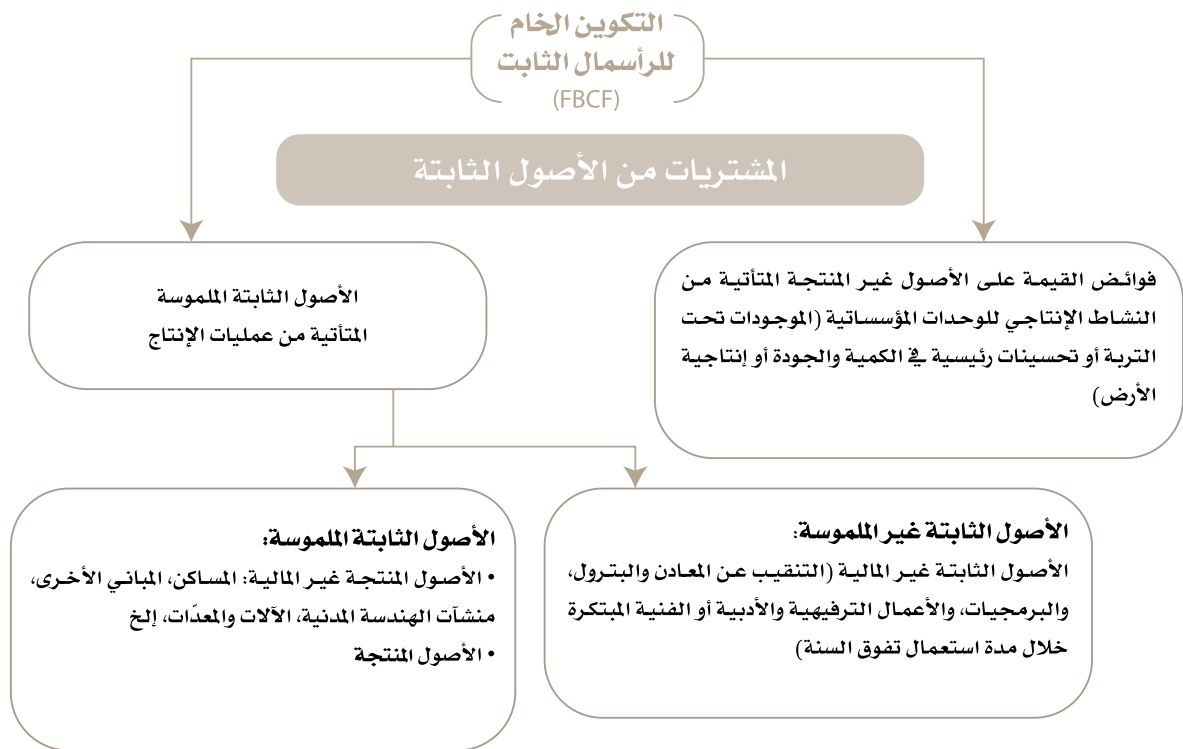 التكوين الخام
للرأسمال الثابت
(FBCF)
المشتريات من الأصول الثابتة
فوائض القيمة على الأصول غير المنتجة المتأتية من
النشاط الإنتاجي للوحدات المؤسساتية (الموجودات تحت
التربة أو تحسينات رئيسية في الكمية والجودة أو إنتاجية
الأرض)
الأصول الثابتة الملموسة
المتأتية من عمليات الإنتاج
الأصول الثابتة غير الملموسة:
الأصول الثابتة غير المالية (التنقيب عن المعادن والبترول،
والبرمجيات، والأعمال الترفيهية والأدبية أو الفنية المبتكرة
خلال مدة استعمال تفوق السنة)
الأصول الثابتة الملموسة:
• الأصول المنتجة غير المالية: المساكن، المباني الأخرى،
منشآت الهندسة المدنية، الآلات والمعدّات، إلخ
• الأصول المنتجة